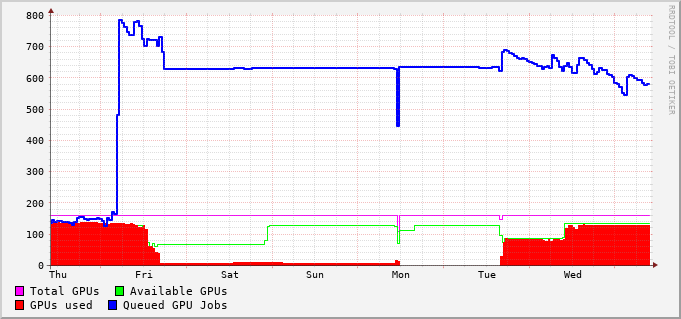 800
700
600
500
400
300
200
100
0
Thu Fri Sat Sun Mon Tue Wed
Total GPUs Available GPUs
GPUs used Queued GPU Jobs
RRDTOOL / TOBI OETIKER